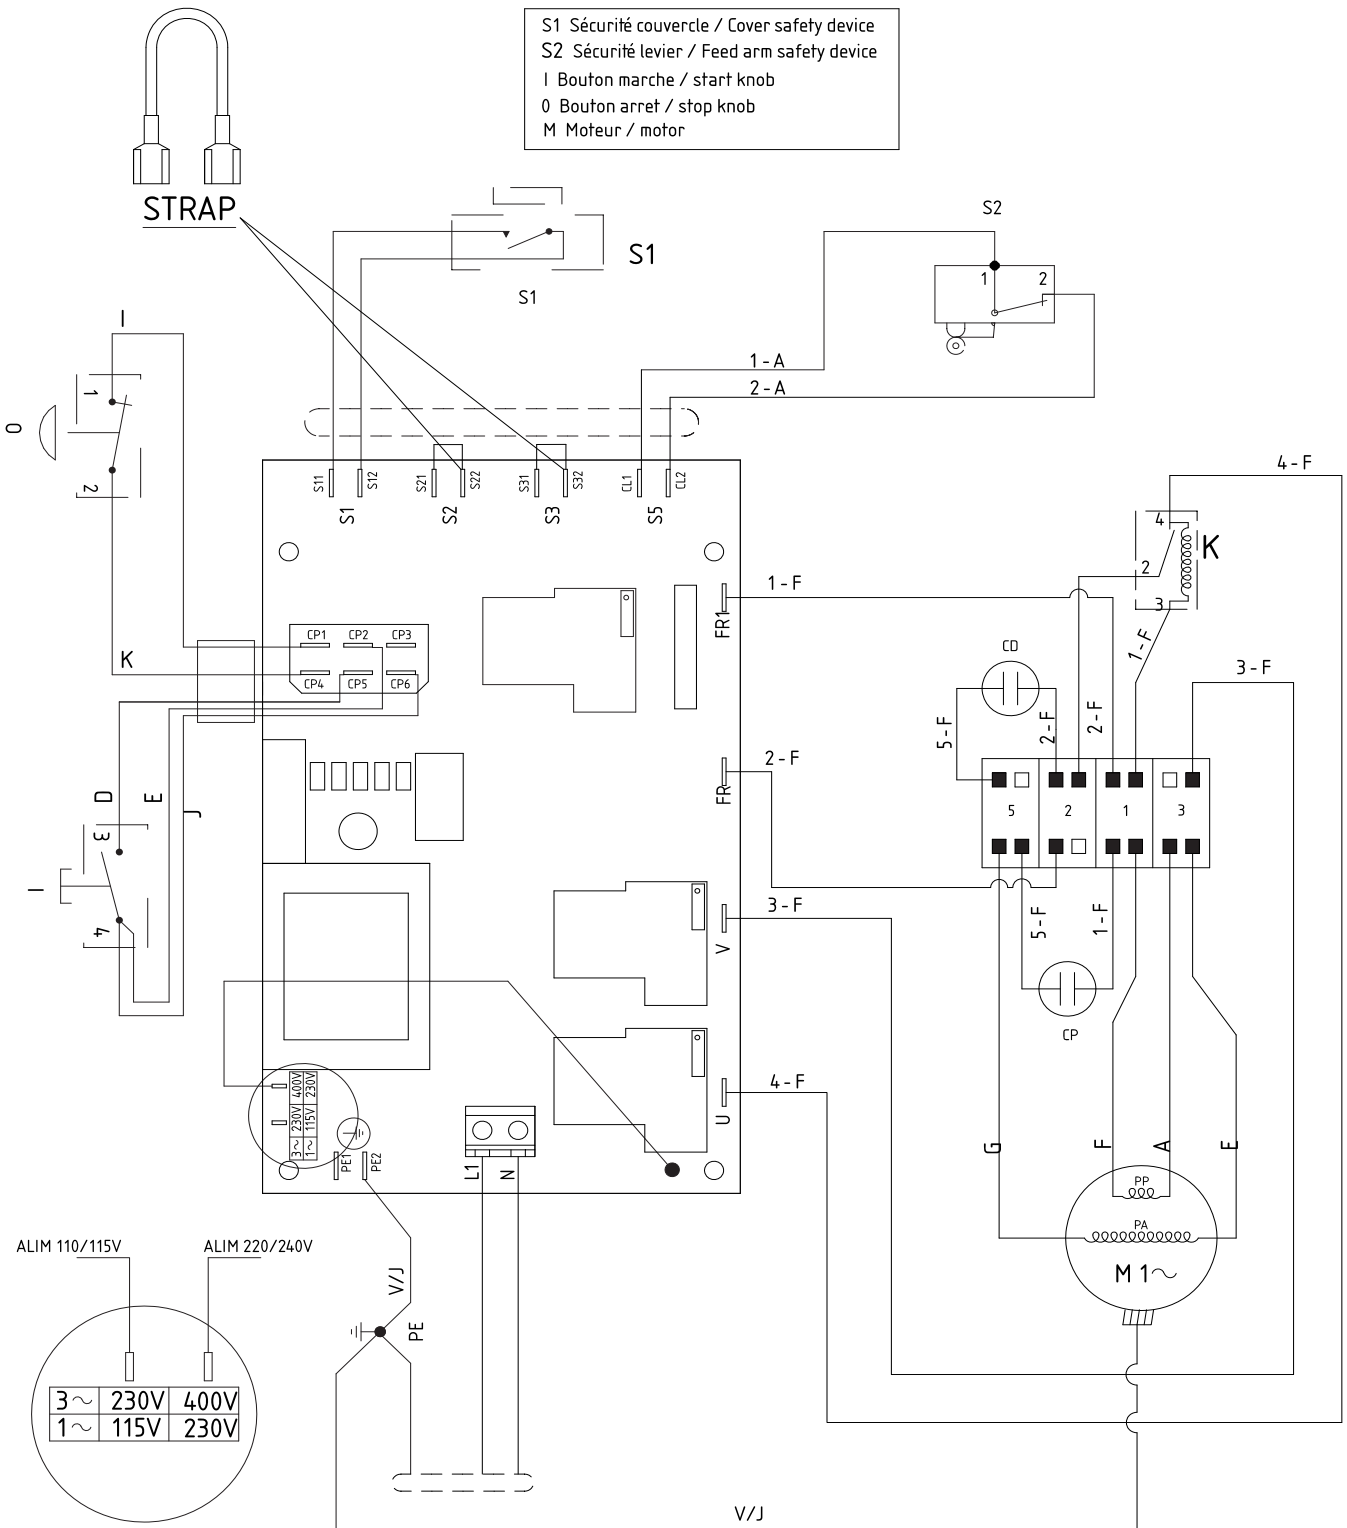 S1 Sécurité couvercle / Cover safety device
S2 Sécurité levier / Feed arm safety device
I Bouton marche / start knob
0 Bouton arret / stop knob
M Moteur / motor
STRAP
S1
S1
S2
1 2
1-A
2-A
I
1
0
2
K
S11
S12
S21
S22
S31
S32
CL1
CL2
S1
S2
S3
S5
4-F
4
K
2
3
1-F
1-F
FR1
CP1 CP2 CP3
CP4 CP5 CP6
CD
3-F
5-F
2-F
2-F
2-F
FR
5 2 1 3
D
E
J
3
I
4
3-F
V
5-F
1-F
CP
4-F
U
400V
230V
230V
115V
3~
1~
PE1
PE2
L1
N
G
F
A
E
PP
PA
M 1~
ALIM 110/115V
ALIM 220/240V
V/J
PE
3~ 230V 400V
1~ 115V 230V
V/J